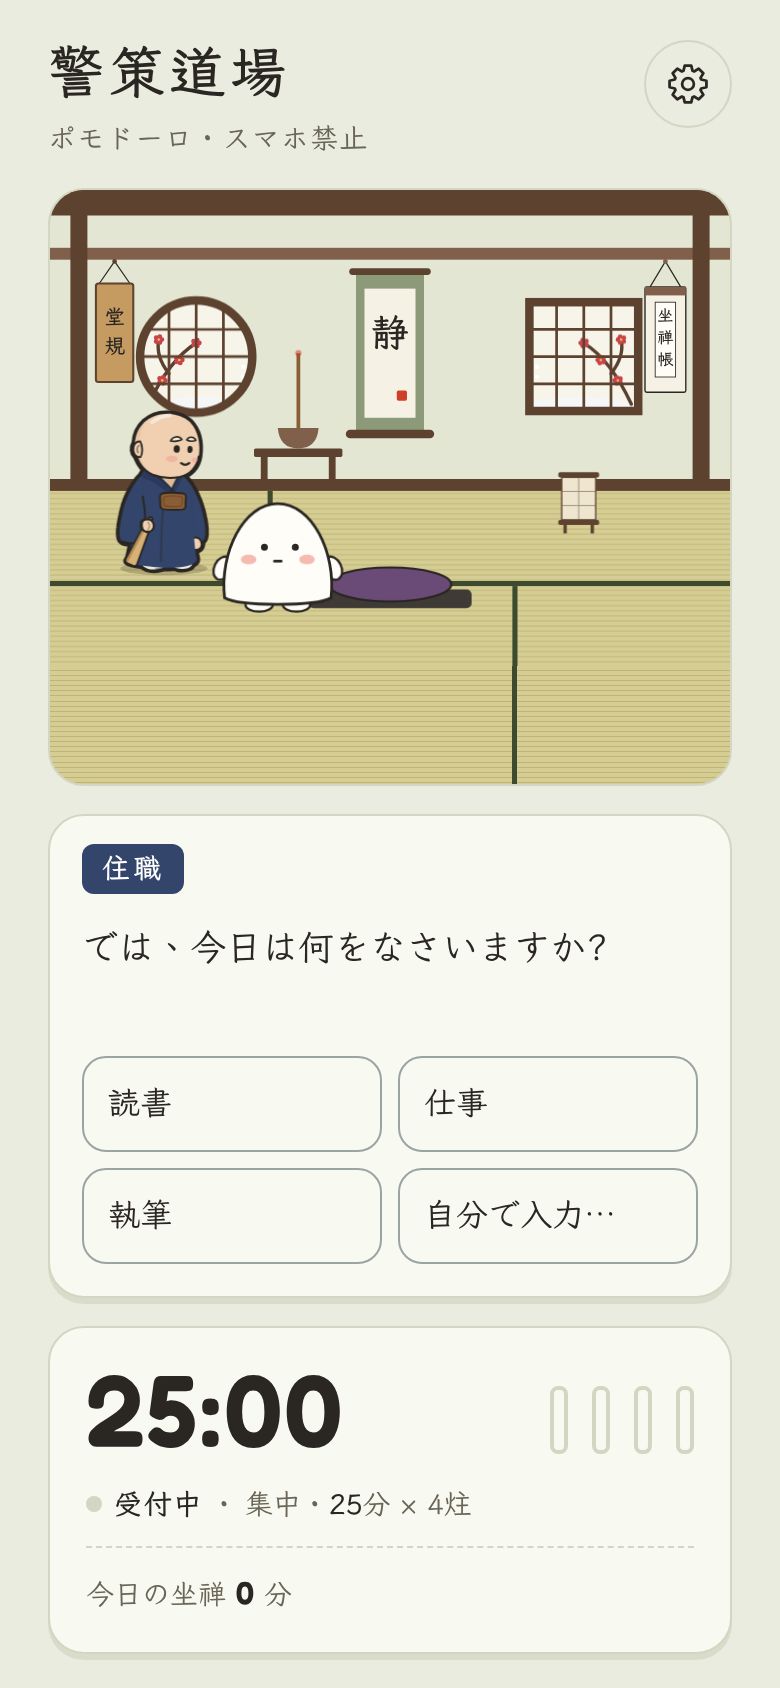 警策道場
ポモドーロ・スマホ禁止
堂規
静
坐禅帳
住職
では、今日は何をなさいますか？
読書
仕事
執筆
自分で入力…
25:00
受付中 ・ 集中・25分 × 4炷
今日の坐禅 0 分